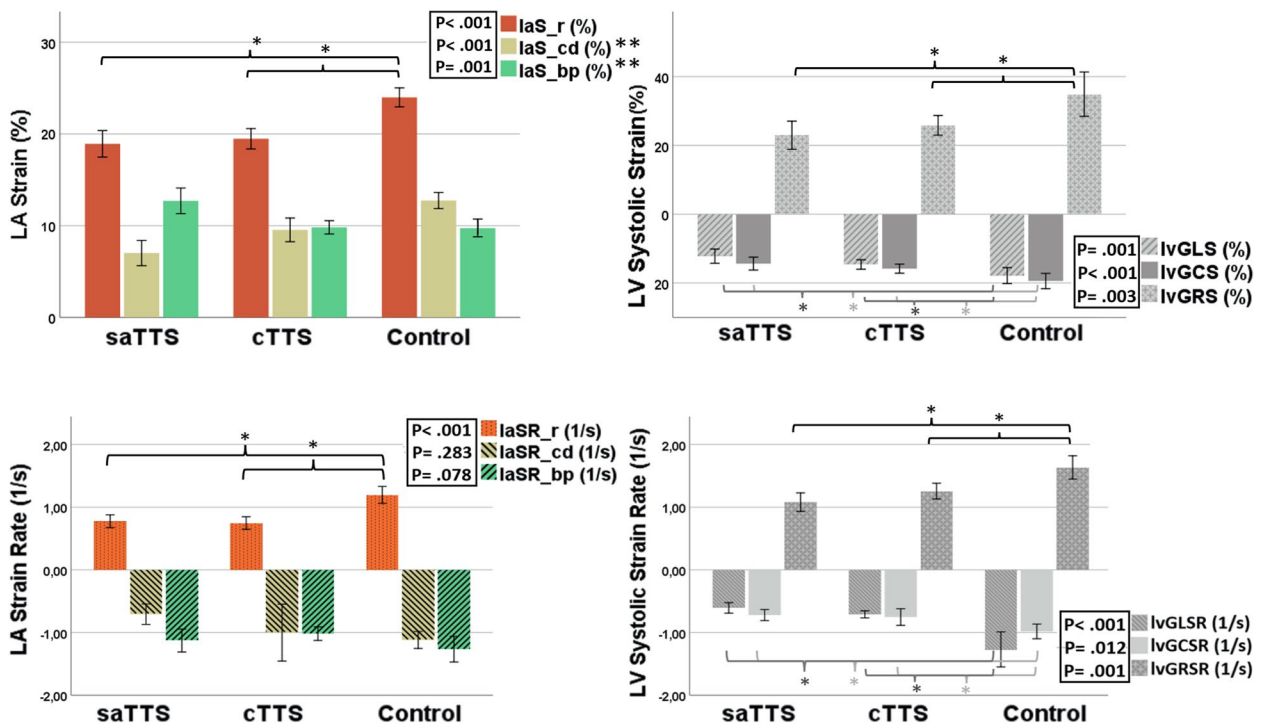 P< .001 laS_r (%)
P< .001 laS_cd (%) **
P= .001 laS_bp (%) **
* *
30
20
10
0
LA Strain (%)
saTTS cTTS Control
* *
40
20
0
20
LV Systolic Strain(%)
P= .001 lvGLS (%)
P< .001 lvGCS (%)
P= .003 lvGRS (%)
* * * *
saTTS cTTS Control
P< .001 laSR_r (1/s)
P= .283 laSR_cd (1/s)
P= .078 laSR_bp (1/s)
* *
2,00
1,00
0,00
-1,00
-2,00
LA Strain Rate (1/s)
saTTS cTTS Control
* *
2,00
1,00
0,00
-1,00
-2,00
LV Systolic Strain Rate (1/s)
P< .001 lvGLSR (1/s)
P= .012 lvGCSR (1/s)
P= .001 lvGRSR (1/s)
* * * *
saTTS cTTS Control